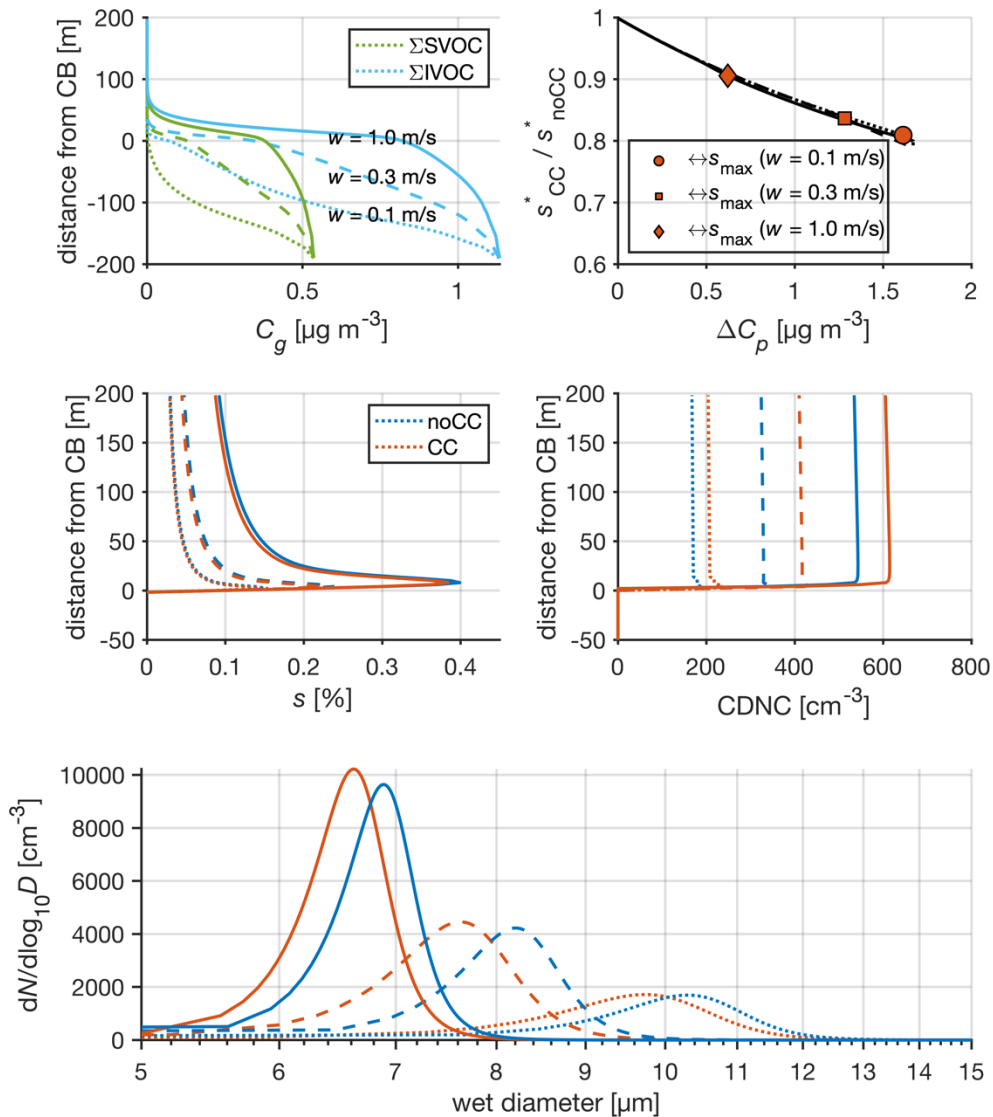 200
100
0
-100
-200
distance from CB [m]
ΣSVOC
ΣIVOC
w = 1.0 m/s
w = 0.3 m/s
w = 0.1 m/s
0
0.5
1
C_g [µg m⁻³]
1
0.9
0.8
0.7
0.6
s*_CC / s*_noCC
↔s_max (w = 0.1 m/s)
↔s_max (w = 0.3 m/s)
↔s_max (w = 1.0 m/s)
0 0.5 1 1.5 2
ΔC_p [µg m⁻³]
200
150
100
50
0
-50
distance from CB [m]
noCC
CC
0 0.1 0.2 0.3 0.4
s [%]
200
150
100
50
0
-50
distance from CB [m]
0 200 400 600 800
CDNC [cm⁻³]
10000
8000
6000
4000
2000
0
dN/dlog₁₀D [cm⁻³]
5 6 7 8 9 10 11 12 13 14 15
wet diameter [µm]